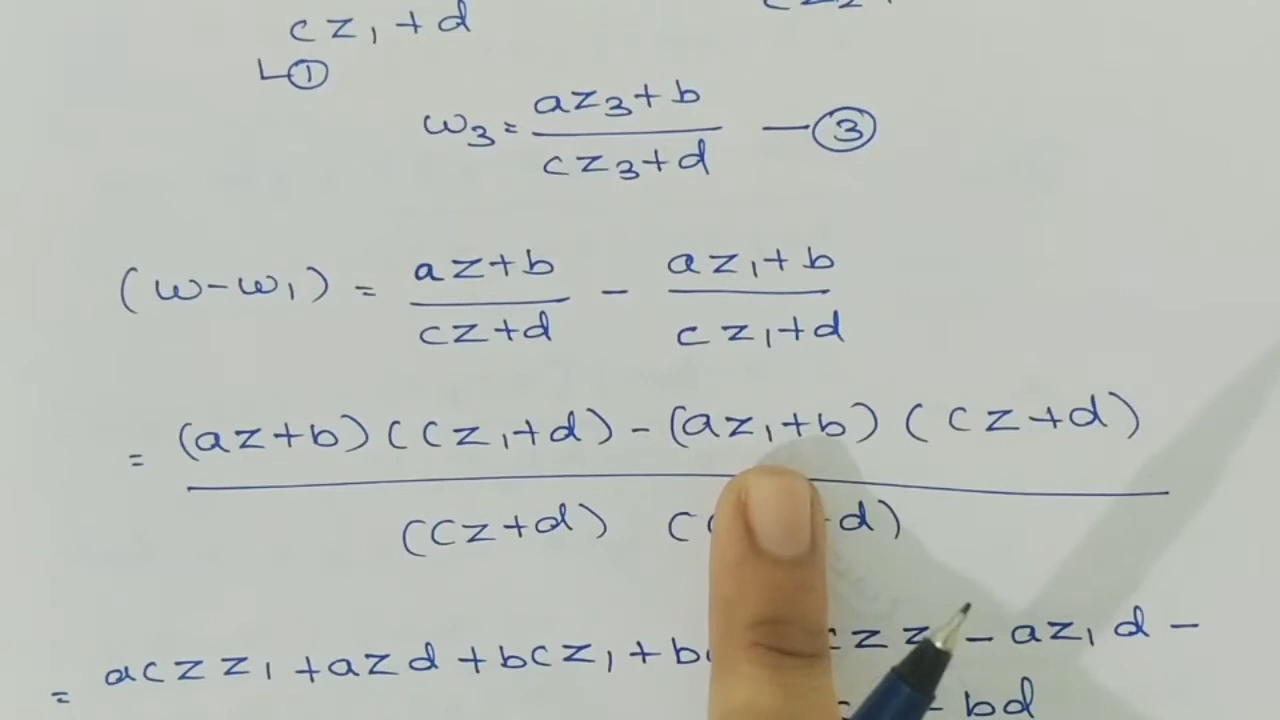 cz₁+d
└─①
ω₃ = (az₃+b)/(cz₃+d) — ③
(ω-ω₁) = (az+b)/(cz+d) - (az₁+b)/(cz₁+d)
= (az+b)(cz₁+d)-(az₁+b)(cz+d)
(cz+d) ( d)
= aczz₁+azd+bcz₁+b czz -az₁d-
- bd